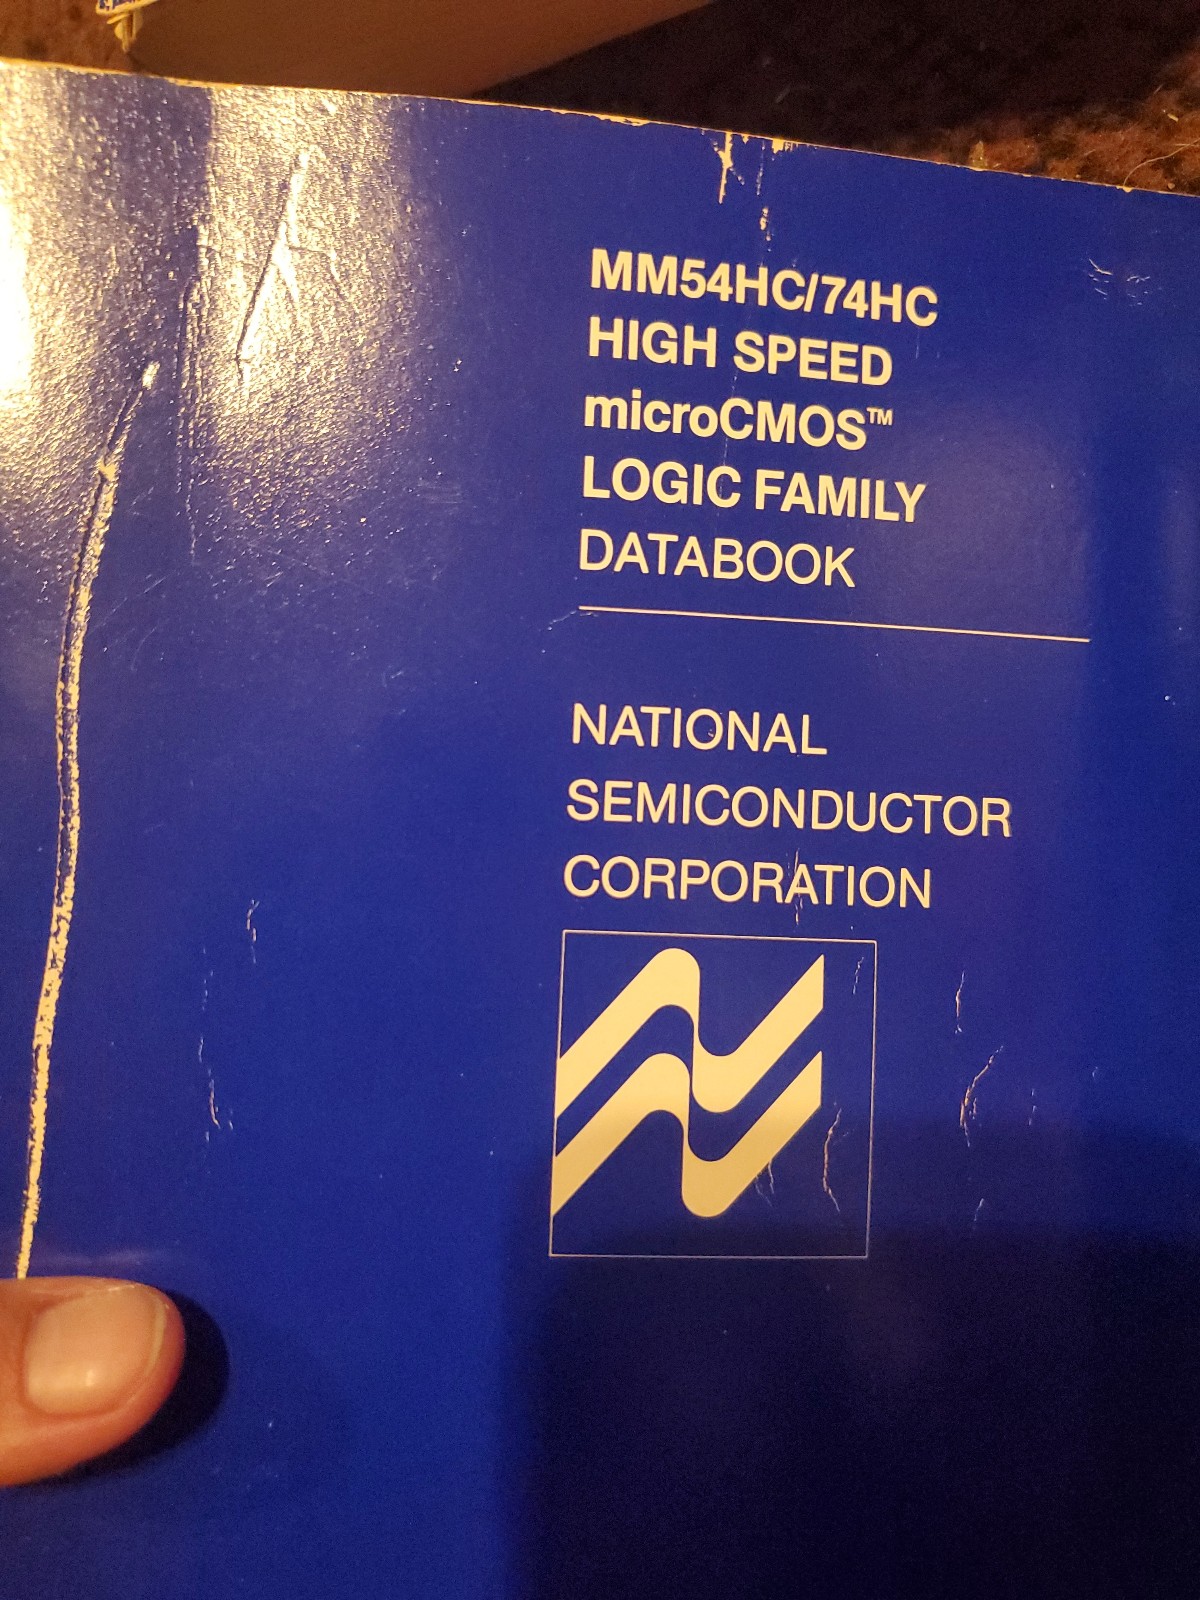 MM54HC/74HC
HIGH SPEED
microCMOS™
LOGIC FAMILY
DATABOOK
NATIONAL
SEMICONDUCTOR
CORPORATION